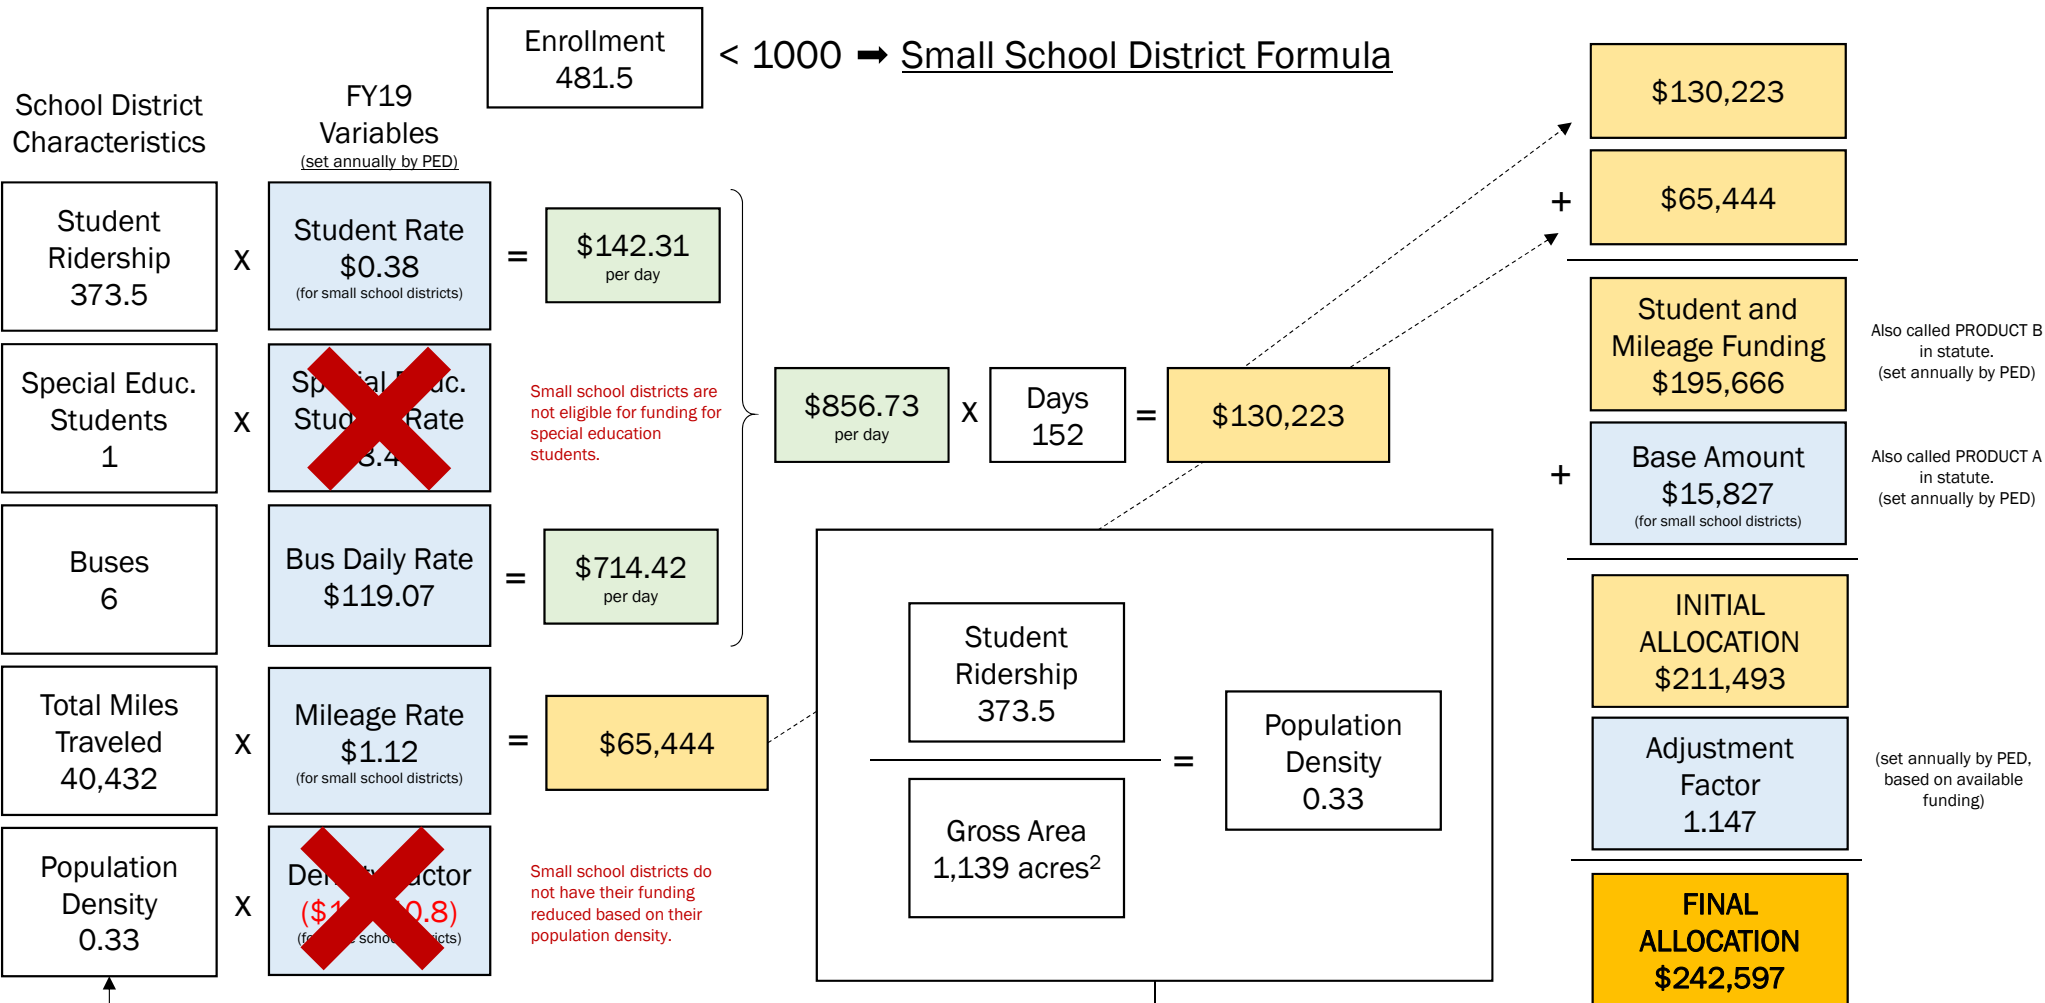 Enrollment
481.5
< 1000 ➡ Small School District Formula
School District
Characteristics
FY19
Variables
(set annually by PED)
Student
Ridership
373.5
x
Student Rate
$0.38
(for small school districts)
=
$142.31
per day
Special Educ.
Students
1
x
Small school districts are
not eligible for funding for
special education
students.
Buses
6
Bus Daily Rate
$119.07
=
$714.42
per day
Total Miles
Traveled
40,432
x
Mileage Rate
$1.12
(for small school districts)
=
$65,444
Population
Density
0.33
x
Small school districts do
not have their funding
reduced based on their
population density.
$856.73
per day
x
Days
152
=
$130,223
Student
Ridership
373.5
Gross Area
1,139 acres²
=
Population
Density
0.33
$130,223
+
$65,444
Student and
Mileage Funding
$195,666
Also called PRODUCT B
in statute.
(set annually by PED)
+
Base Amount
$15,827
(for small school districts)
Also called PRODUCT A
in statute.
(set annually by PED)
INITIAL
ALLOCATION
$211,493
Adjustment
Factor
1.147
(set annually by PED,
based on available
funding)
FINAL
ALLOCATION
$242,597